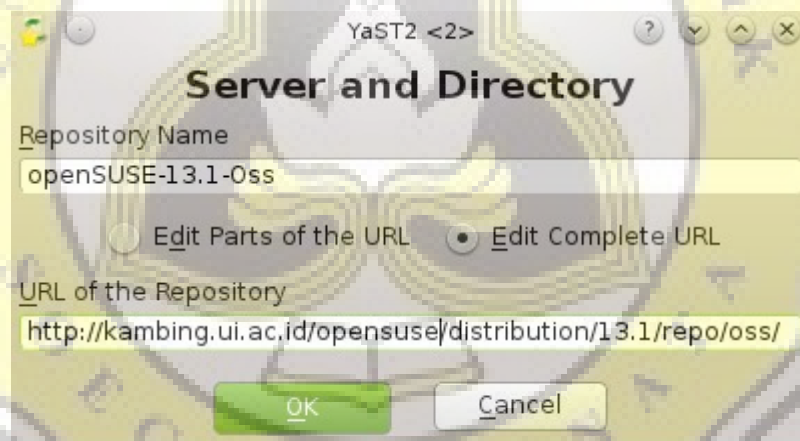 YaST2 <2>
?
Server and Directory
Repository Name
openSUSE-13.1-Oss
Edit Parts of the URL Edit Complete URL
URL of the Repository
http://kambing.ui.ac.id/opensuse/distribution/13.1/repo/oss/
OK Cancel